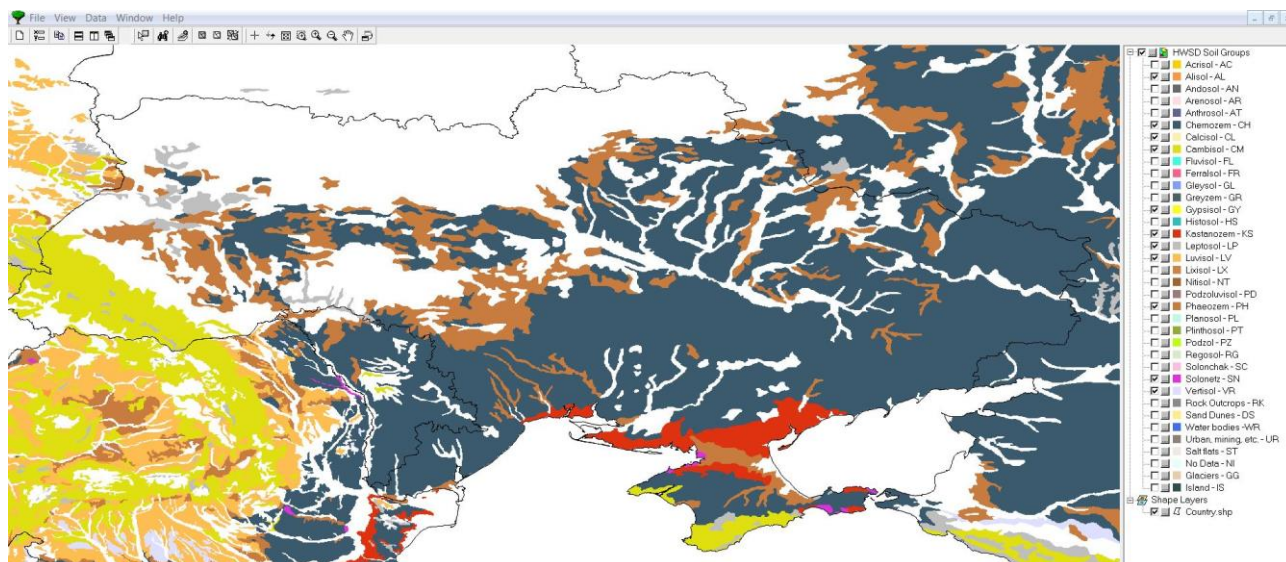 File View Data Window Help
HWSD Soil Groups
Acrisol - AC
Alisol - AL
Andosol - AN
Arenosol - AR
Anthrosol - AT
Chernozem - CH
Calcisol - CL
Cambisol - CM
Fluvisol - FL
Ferralsol - FR
Gleysol - GL
Greyzem - GR
Gypsisol - GY
Histosol - HS
Kastanozem - KS
Leptosol - LP
Luvisol - LV
Lixisol - LX
Nitisol - NT
Podzoluvisol - PD
Phaeozem - PH
Planosol - PL
Plinthosol - PT
Podzol - PZ
Regosol - RG
Solonchak - SC
Solonetz - SN
Vertisol - VR
Rock Outcrops - RK
Sand Dunes - DS
Water bodies -WR
Urban, mining, etc. - UR
Salt flats - ST
No Data - NI
Glaciers - GG
Island - IS
Shape Layers
Country.shp